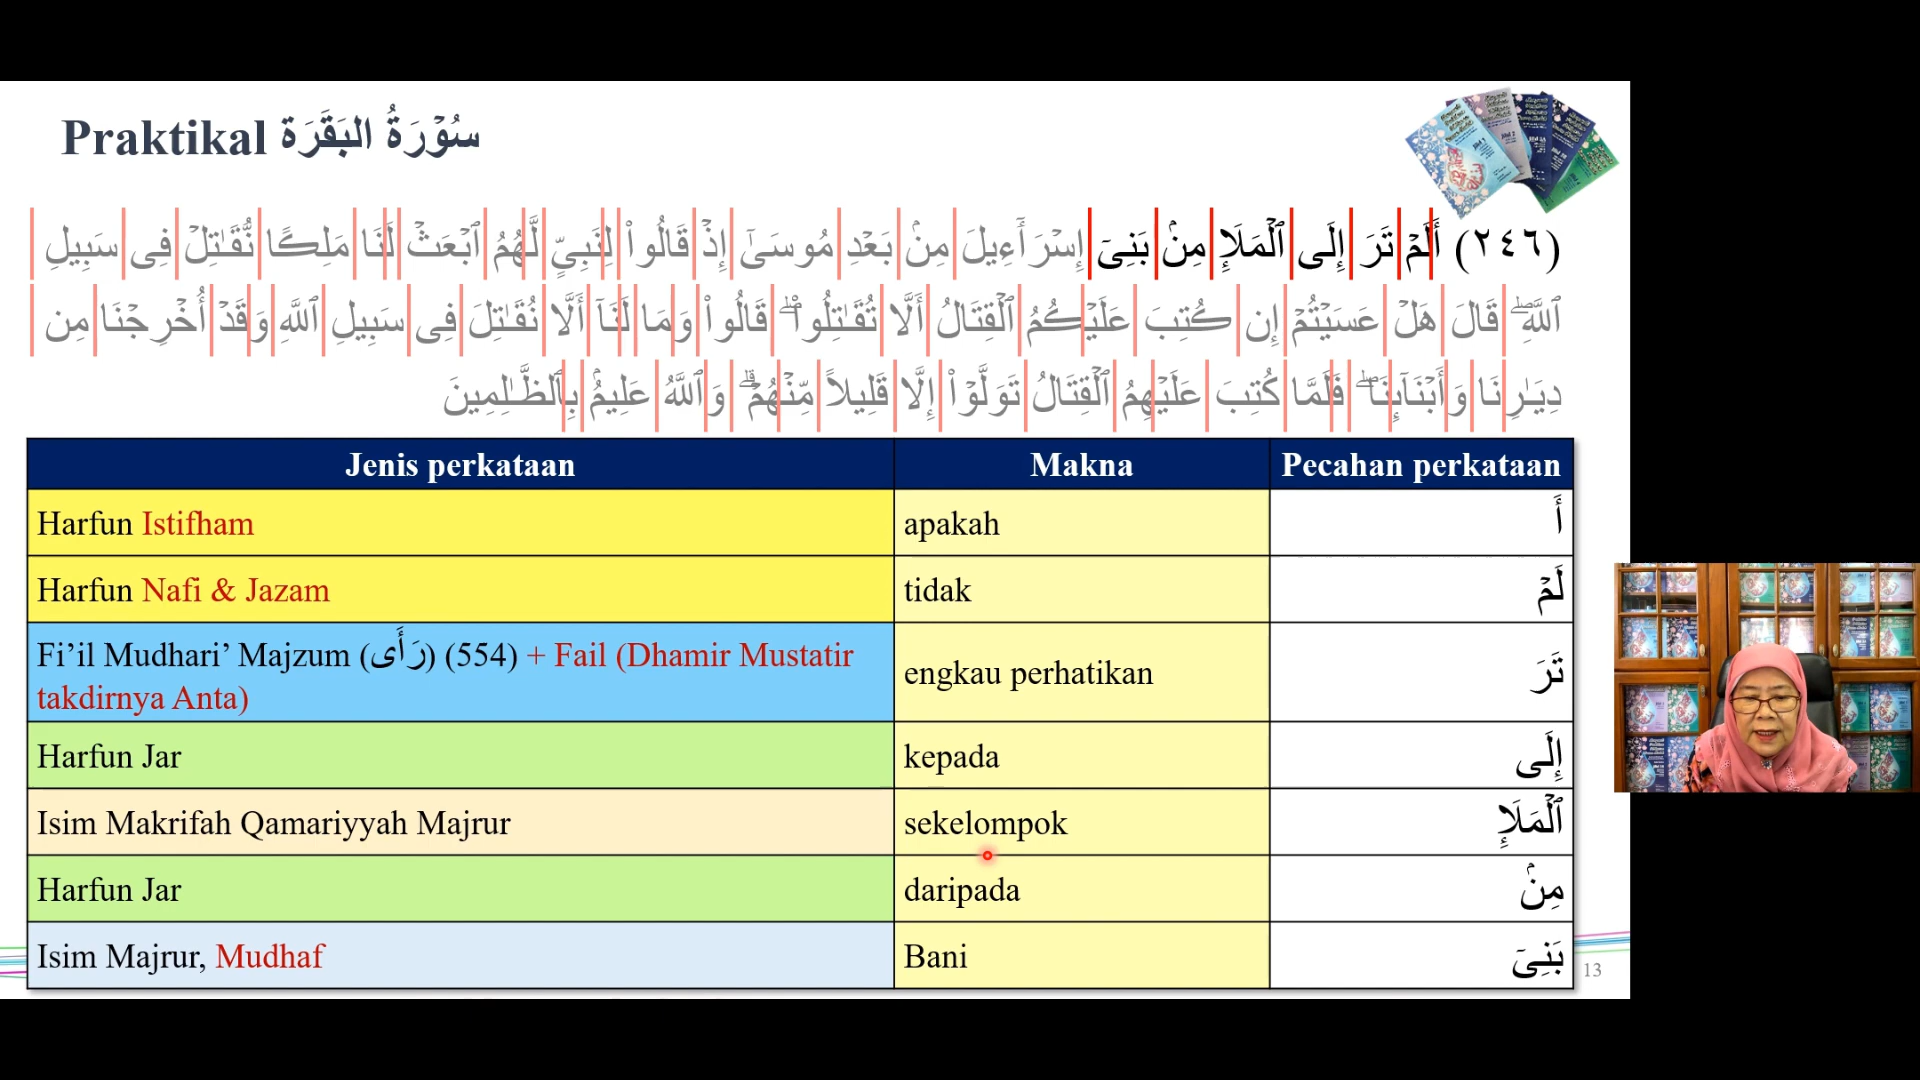 Praktikal سُوۡرَةُ البَقَرَة
(٢٤٦) أَلَمۡ تَرَ إِلَى ٱلۡمَلَإِ مِنۢ بَنِىٓ إِسۡرَٲٓءِيلَ مِنۢ بَعۡدِ مُوسَىٰٓ إِذۡ قَالُواْ لِنَبِىٍّ لَّهُمُ ٱبۡعَثۡ لَنَا مَلِكًا نُّقَـٰتِلۡ فِى سَبِيلِ
ٱللَّهِ‌ۖ قَالَ هَلۡ عَسَيۡتُمۡ إِن ڪُتِبَ عَلَيۡڪُمُ ٱلۡقِتَالُ أَلَّا تُقَـٰتِلُواْ‌ۖ قَالُواْ وَمَا لَنَآ أَلَّا نُقَـٰتِلَ فِى سَبِيلِ ٱللَّهِ وَقَدۡ أُخۡرِجۡنَا مِن
دِيَـٰرِنَا وَأَبۡنَآٮِٕنَا‌ۖ فَلَمَّا كُتِبَ عَلَيۡهِمُ ٱلۡقِتَالُ تَوَلَّوۡاْ إِلَّا قَلِيلاً مِّنۡهُمۡ‌ۗ وَٱللَّهُ عَلِيمُۢ بِٱلظَّـٰلِمِينَ
Jenis perkataan Makna Pecahan perkataan
Harfun Istifham apakah أَ
Harfun Nafi & Jazam tidak لَمۡ
Fi’il Mudhari’ Majzum (رَأَى) (554) + Fail (Dhamir Mustatir
takdirnya Anta) engkau perhatikan تَرَ
Harfun Jar kepada إِلَى
Isim Makrifah Qamariyyah Majrur sekelompok ٱلۡمَلَإِ
Harfun Jar daripada مِنۢ
Isim Majrur, Mudhaf Bani بَنِىٓ
13